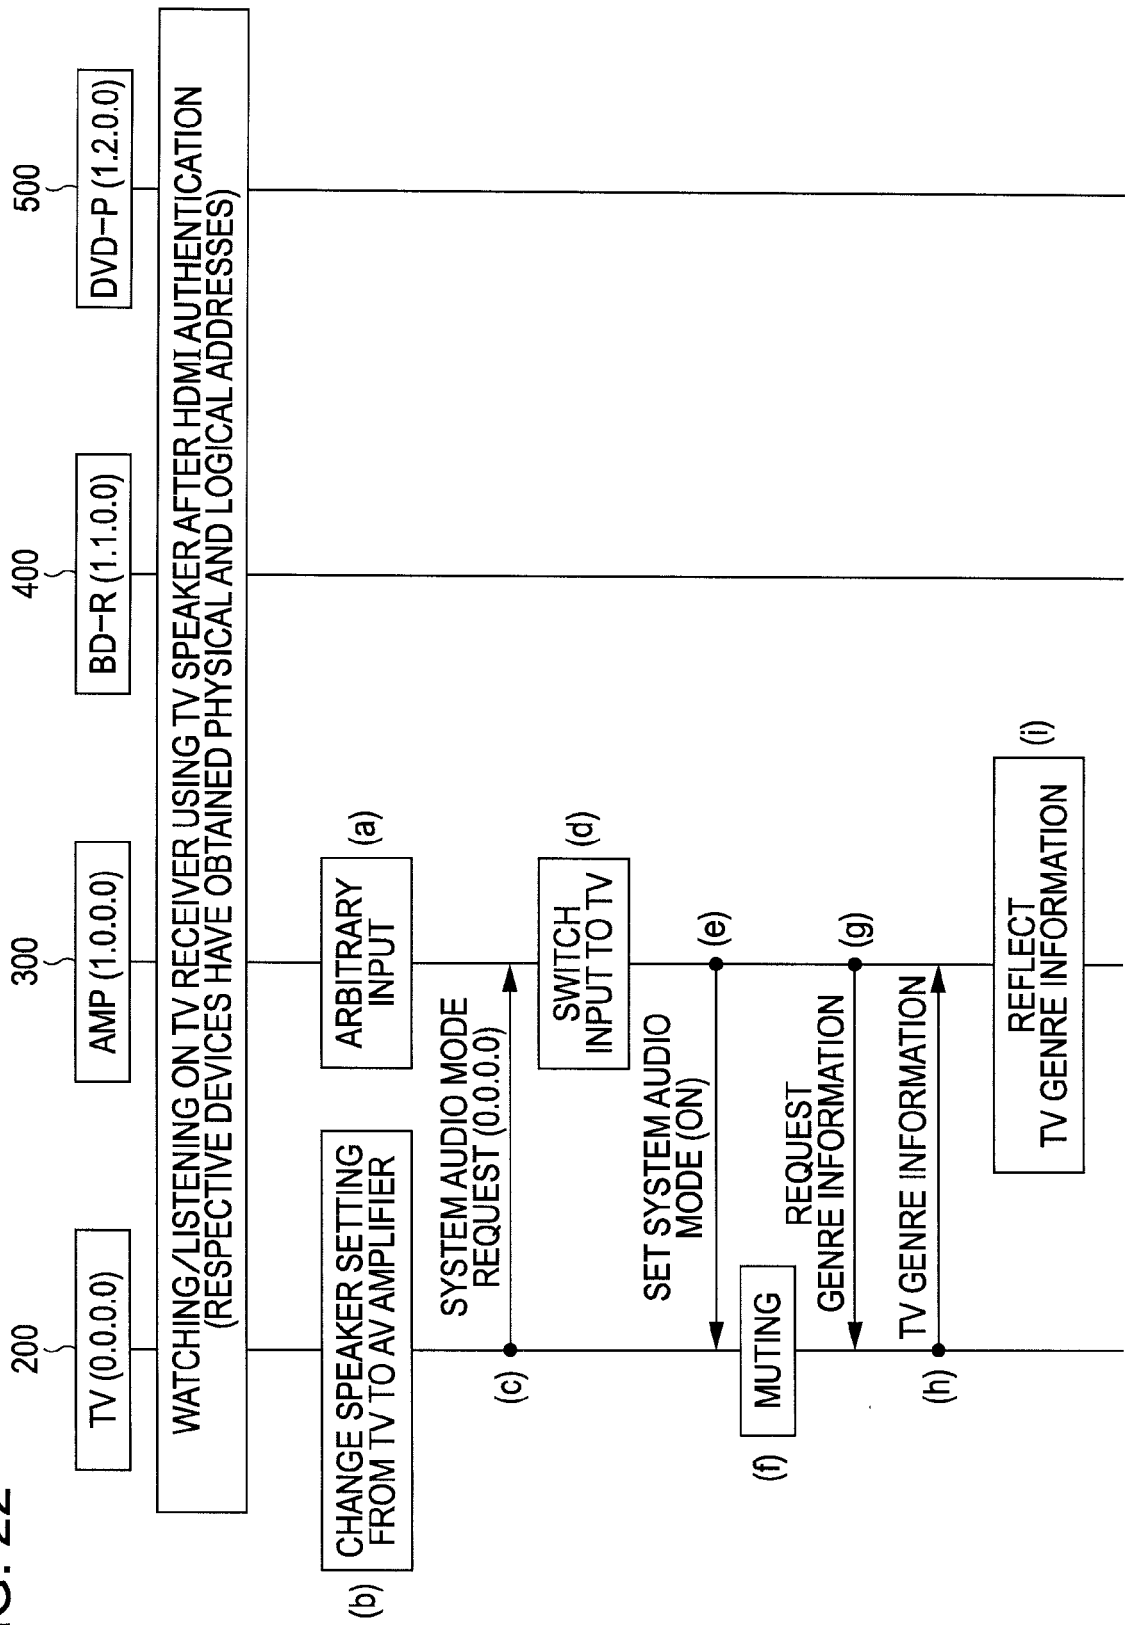 FIG. 22
200
300
400
500
TV (0.0.0.0)
AMP (1.0.0.0)
BD-R (1.1.0.0)
DVD-P (1.2.0.0)
WATCHING/LISTENING ON TV RECEIVER USING TV SPEAKER AFTER HDMI AUTHENTICATION
(RESPECTIVE DEVICES HAVE OBTAINED PHYSICAL AND LOGICAL ADDRESSES)
(b)
CHANGE SPEAKER SETTING
FROM TV TO AV AMPLIFIER
ARBITRARY
INPUT
(a)
SYSTEM AUDIO MODE
REQUEST (0.0.0.0)
(c)
SWITCH
INPUT TO TV
(d)
SET SYSTEM AUDIO
MODE (ON)
(e)
(f)
MUTING
REQUEST
GENRE INFORMATION
(g)
TV GENRE INFORMATION
(h)
REFLECT
TV GENRE INFORMATION
(i)